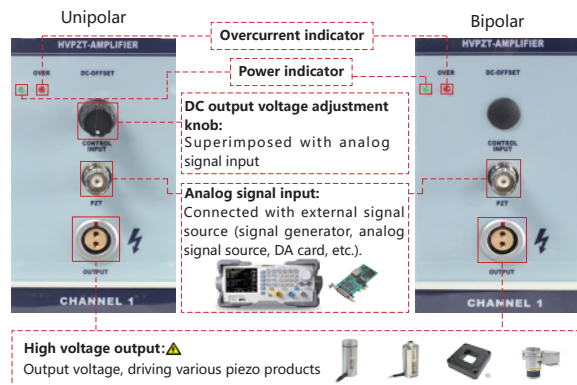 Unipolar
Bipolar
HVPZT-AMPLIFIER
OVER
DC-OFFSET
CONTROL
INPUT
PZT
OUTPUT
CHANNEL 1
Overcurrent indicator
Power indicator
DC output voltage adjustment
knob:
Superimposed with analog
signal input
Analog signal input:
Connected with external signal
source (signal generator, analog
signal source, DA card, etc.).
HVPZT-AMPLIFIER
OVER
DC-OFFSET
CONTROL
INPUT
PZT
OUTPUT
CHANNEL 1
High voltage output:
Output voltage, driving various piezo products